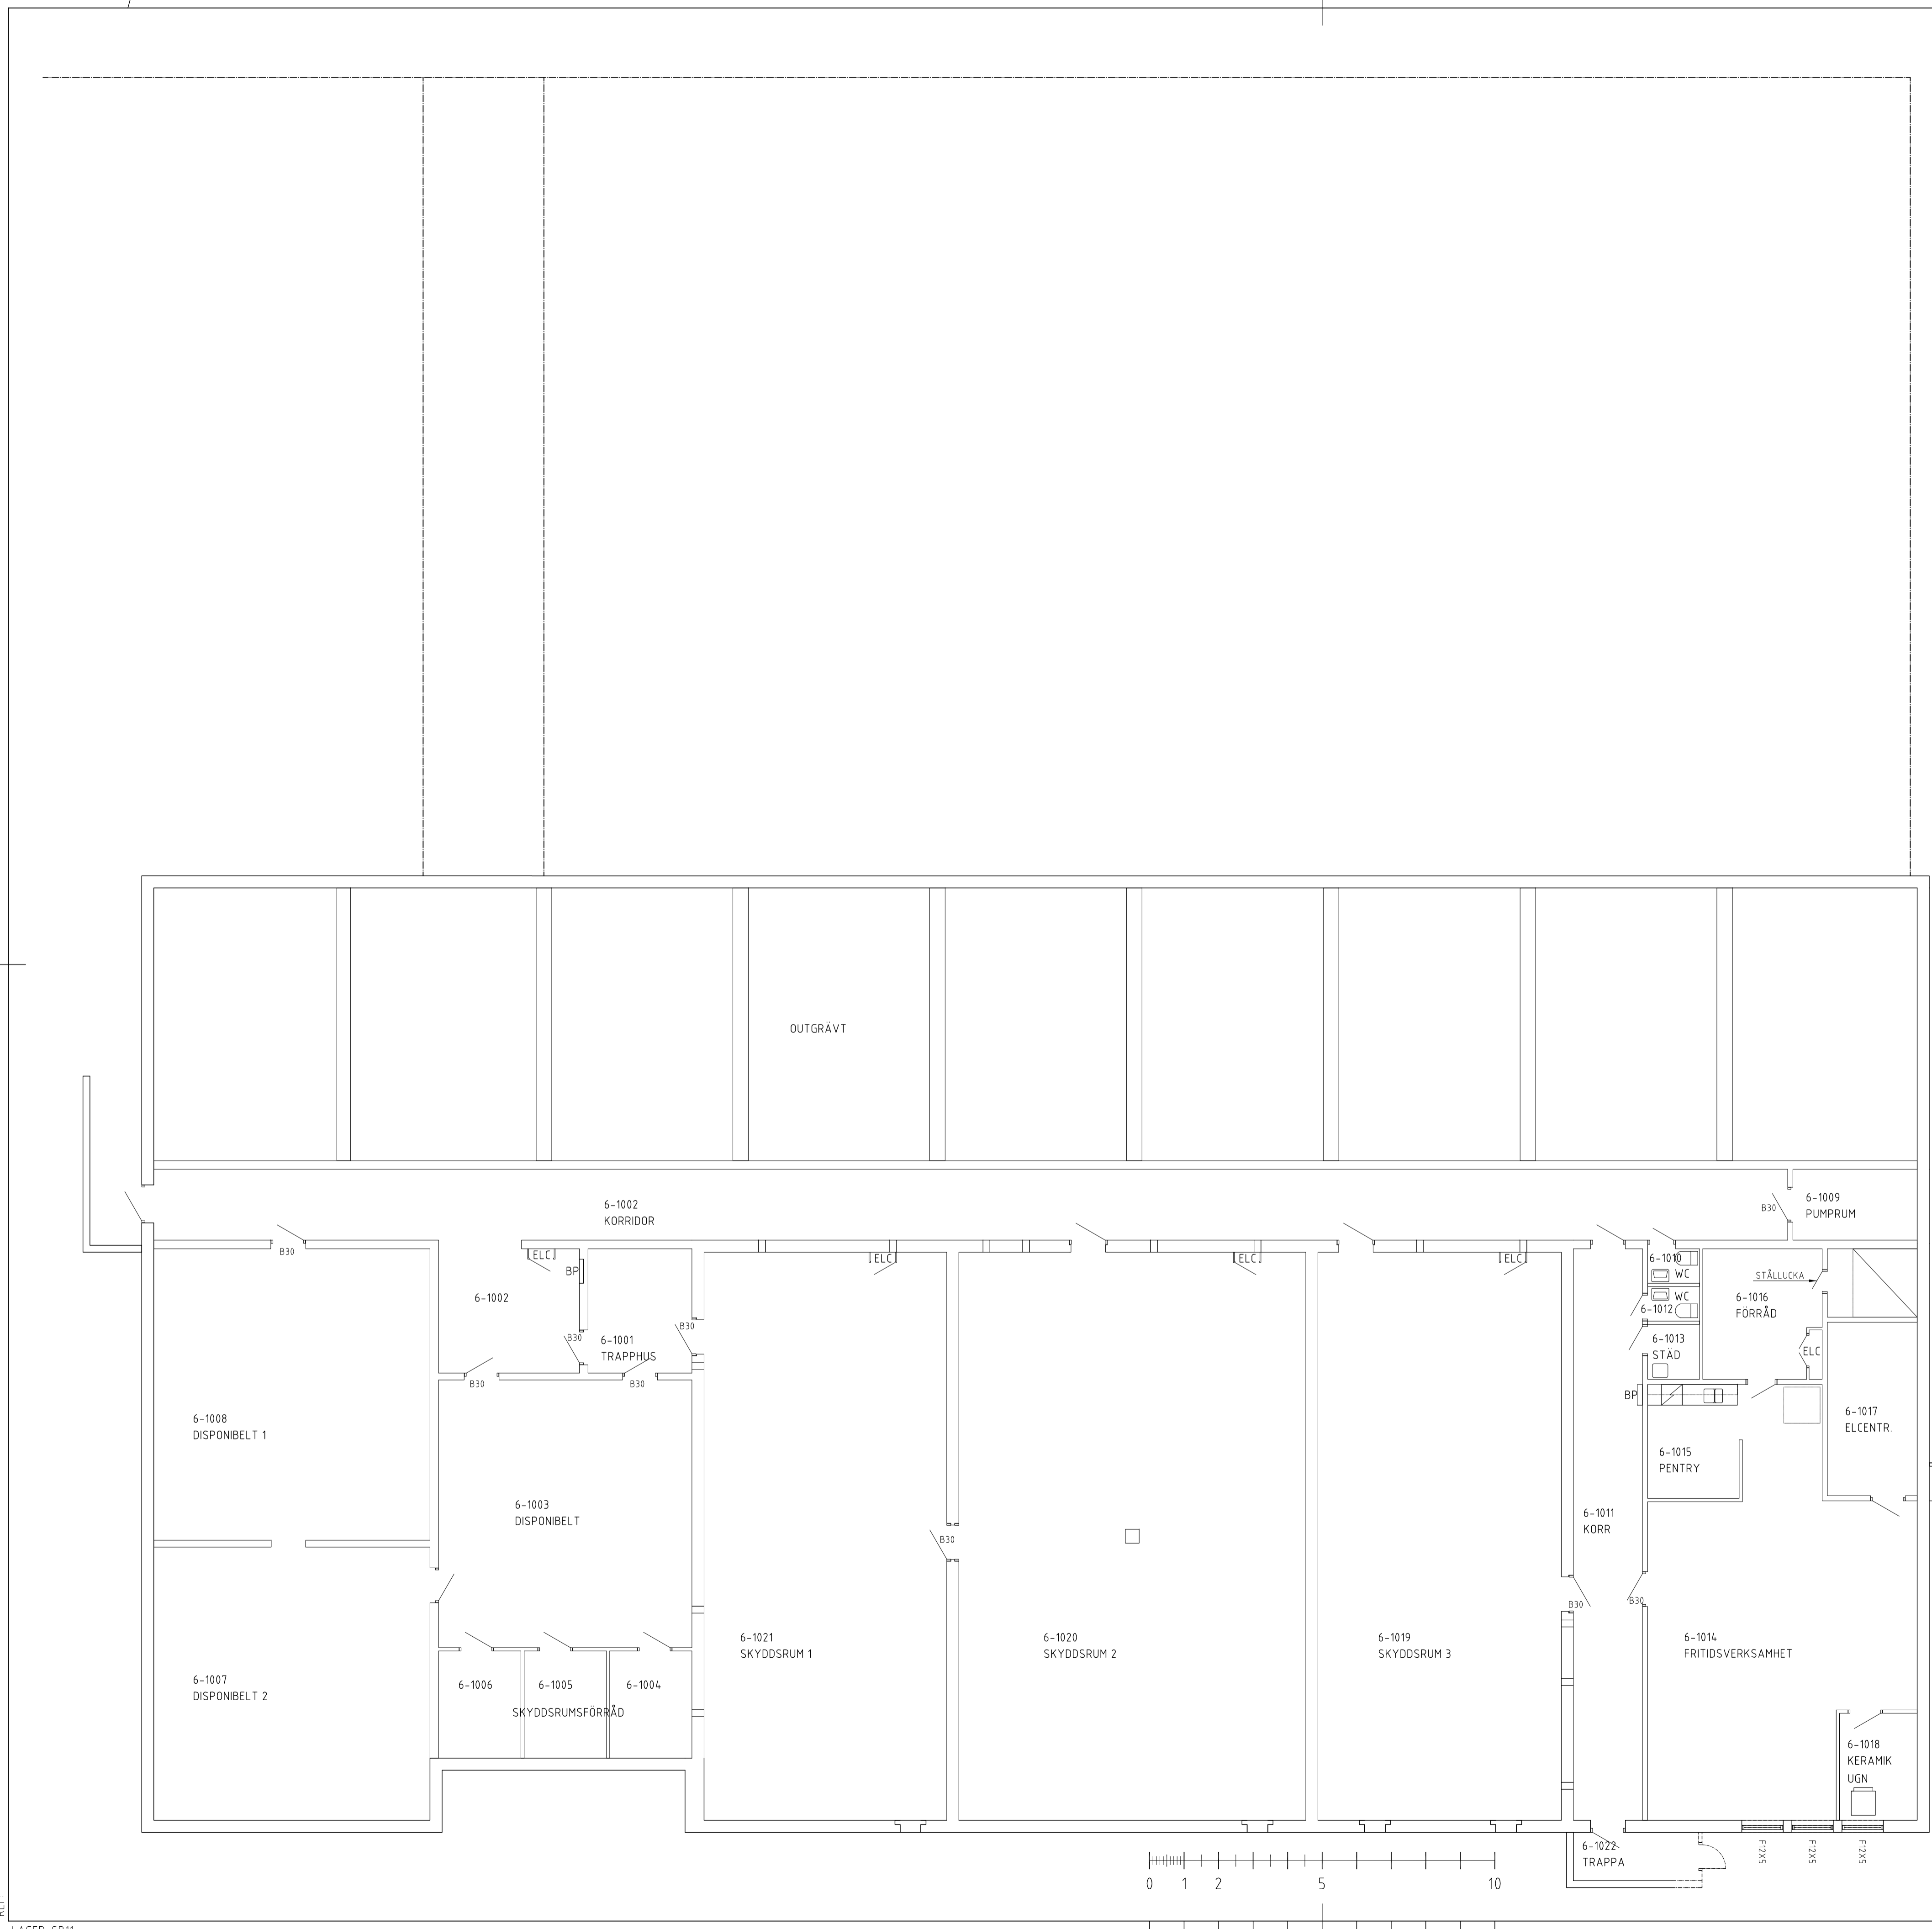 OUTGRÄVT
6-1002
KORRIDOR
6-1009
PUMPRUM
B30
B30
ELC
ELC
ELC
ELC
BP
6-1002
6-1010
WC
WC
6-1012
STÅLLUCKA
6-1016
FÖRRÅD
B30
B30
6-1001
TRAPPHUS
6-1013
STÄD
ELC
B30
B30
BP
6-1008
DISPONIBELT 1
6-1017
ELCENTR.
6-1015
PENTRY
6-1003
DISPONIBELT
6-1011
KORR
B30
B30
B30
6-1021
SKYDDSRUM 1
6-1020
SKYDDSRUM 2
6-1019
SKYDDSRUM 3
6-1014
FRITIDSVERKSAMHET
6-1007
DISPONIBELT 2
6-1006
6-1005
6-1004
SKYDDSRUMSFÖRRÅD
6-1018
KERAMIK
UGN
6-1022
TRAPPA
F12X5
F12X5
F12X5
0 1 2 5 10